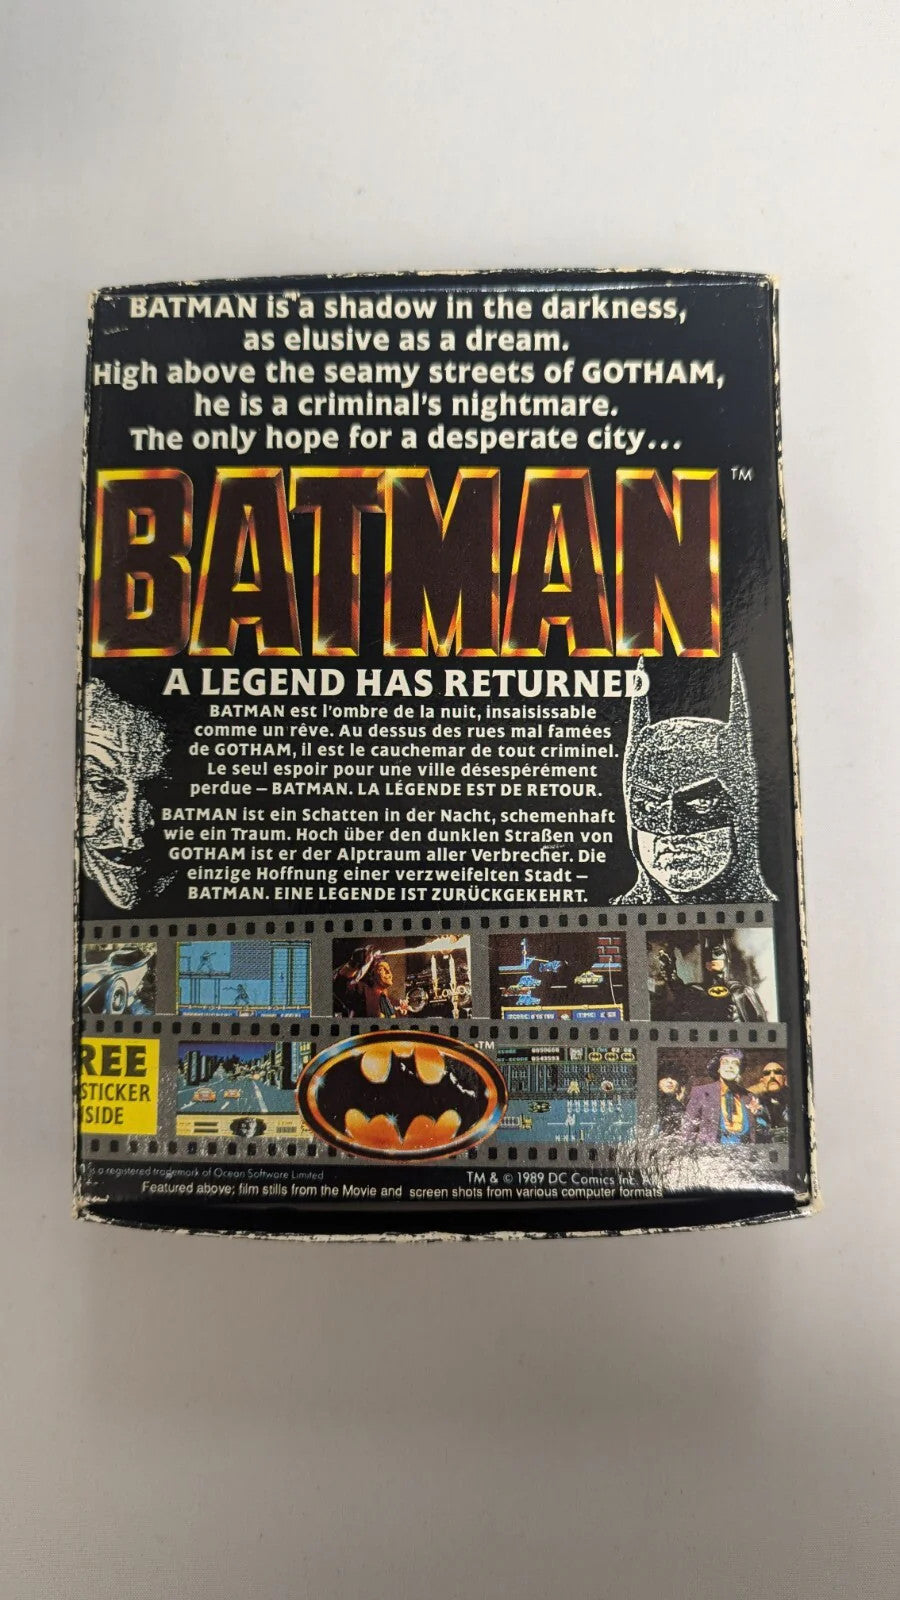 BATMAN is a shadow in the darkness,
as elusive as a dream.
High above the seamy streets of GOTHAM,
he is a criminal's nightmare.
The only hope for a desperate city...
BATMAN TM
A LEGEND HAS RETURNED
BATMAN est l'ombre de la nuit, insaisissable
comme un rêve. Au dessus des rues mal famées
de GOTHAM, il est le cauchemar de tout criminel.
Le seul espoir pour une ville désespérément
perdue – BATMAN. LA LÉGENDE EST DE RETOUR.
BATMAN ist ein Schatten in der Nacht, schemenhaft
wie ein Traum. Hoch über den dunklen Straßen von
GOTHAM ist er der Alptraum aller Verbrecher. Die
einzige Hoffnung einer verzweifelten Stadt –
BATMAN. EINE LEGENDE IST ZURÜCKGEKEHRT.
REE
STICKER
SIDE
TM
is a registered trademark of Ocean Software Limited
TM & © 1989 DC Comics Inc.
Featured above; film stills from the Movie and screen shots from various computer formats